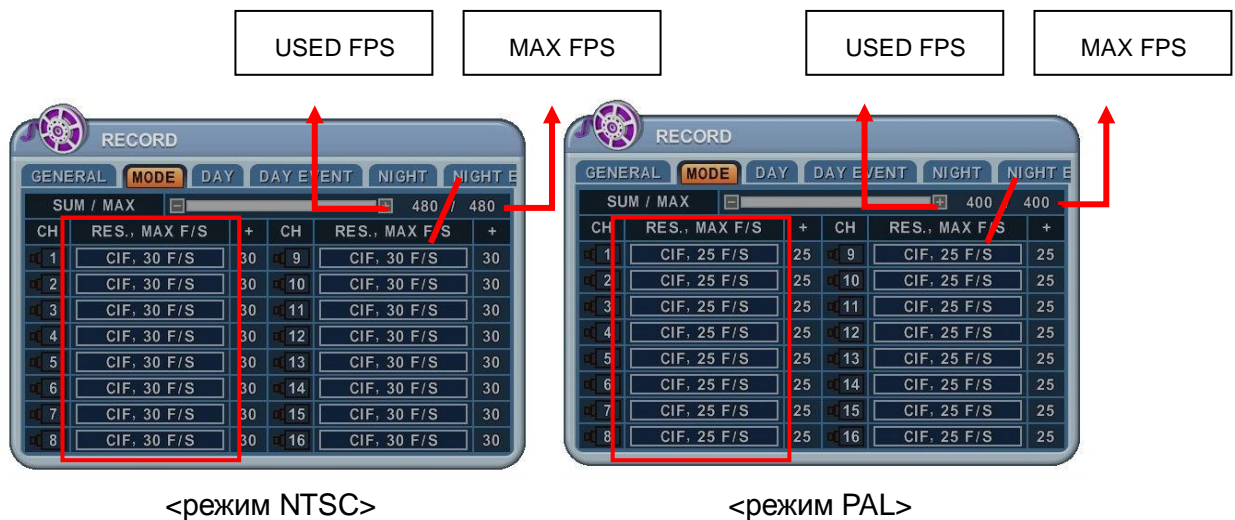 USED FPS MAX FPS USED FPS MAX FPS
RECORD
GENERAL MODE DAY DAY EVENT NIGHT NIGHT E
SUM / MAX - + 480 / 480
CH RES., MAX F/S + CH RES., MAX F/S +
1 CIF, 30 F/S 30 9 CIF, 30 F/S 30
2 CIF, 30 F/S 30 10 CIF, 30 F/S 30
3 CIF, 30 F/S 30 11 CIF, 30 F/S 30
4 CIF, 30 F/S 30 12 CIF, 30 F/S 30
5 CIF, 30 F/S 30 13 CIF, 30 F/S 30
6 CIF, 30 F/S 30 14 CIF, 30 F/S 30
7 CIF, 30 F/S 30 15 CIF, 30 F/S 30
8 CIF, 30 F/S 30 16 CIF, 30 F/S 30
<режим NTSC>
RECORD
GENERAL MODE DAY DAY EVENT NIGHT NIGHT E
SUM / MAX - + 400 400
CH RES., MAX F/S + CH RES., MAX F/S +
1 CIF, 25 F/S 25 9 CIF, 25 F/S 25
2 CIF, 25 F/S 25 10 CIF, 25 F/S 25
3 CIF, 25 F/S 25 11 CIF, 25 F/S 25
4 CIF, 25 F/S 25 12 CIF, 25 F/S 25
5 CIF, 25 F/S 25 13 CIF, 25 F/S 25
6 CIF, 25 F/S 25 14 CIF, 25 F/S 25
7 CIF, 25 F/S 25 15 CIF, 25 F/S 25
8 CIF, 25 F/S 25 16 CIF, 25 F/S 25
<режим PAL>